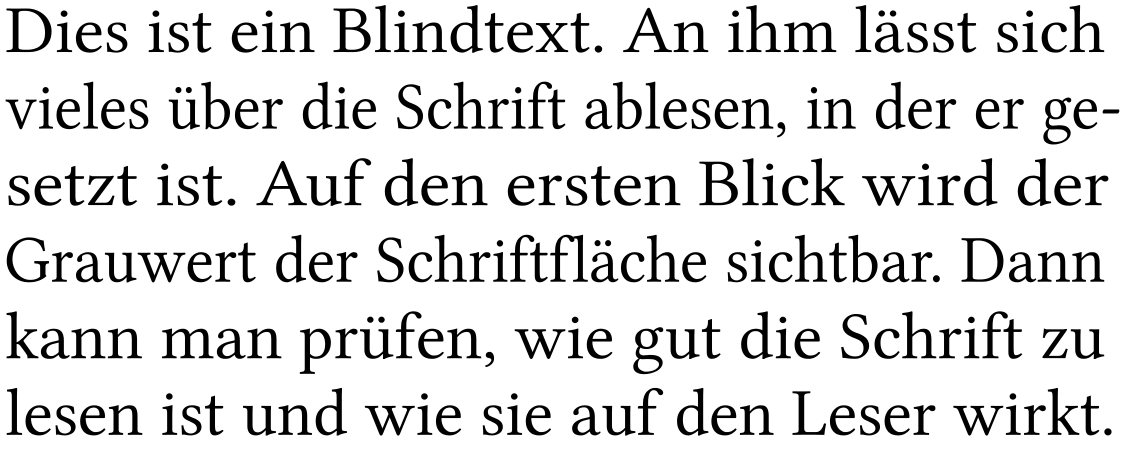 Dies ist ein Blindtext. An ihm lässt sich
vieles über die Schrift ablesen, in der er ge-
setzt ist. Auf den ersten Blick wird der
Grauwert der Schriftfläche sichtbar. Dann
kann man prüfen, wie gut die Schrift zu
lesen ist und wie sie auf den Leser wirkt.